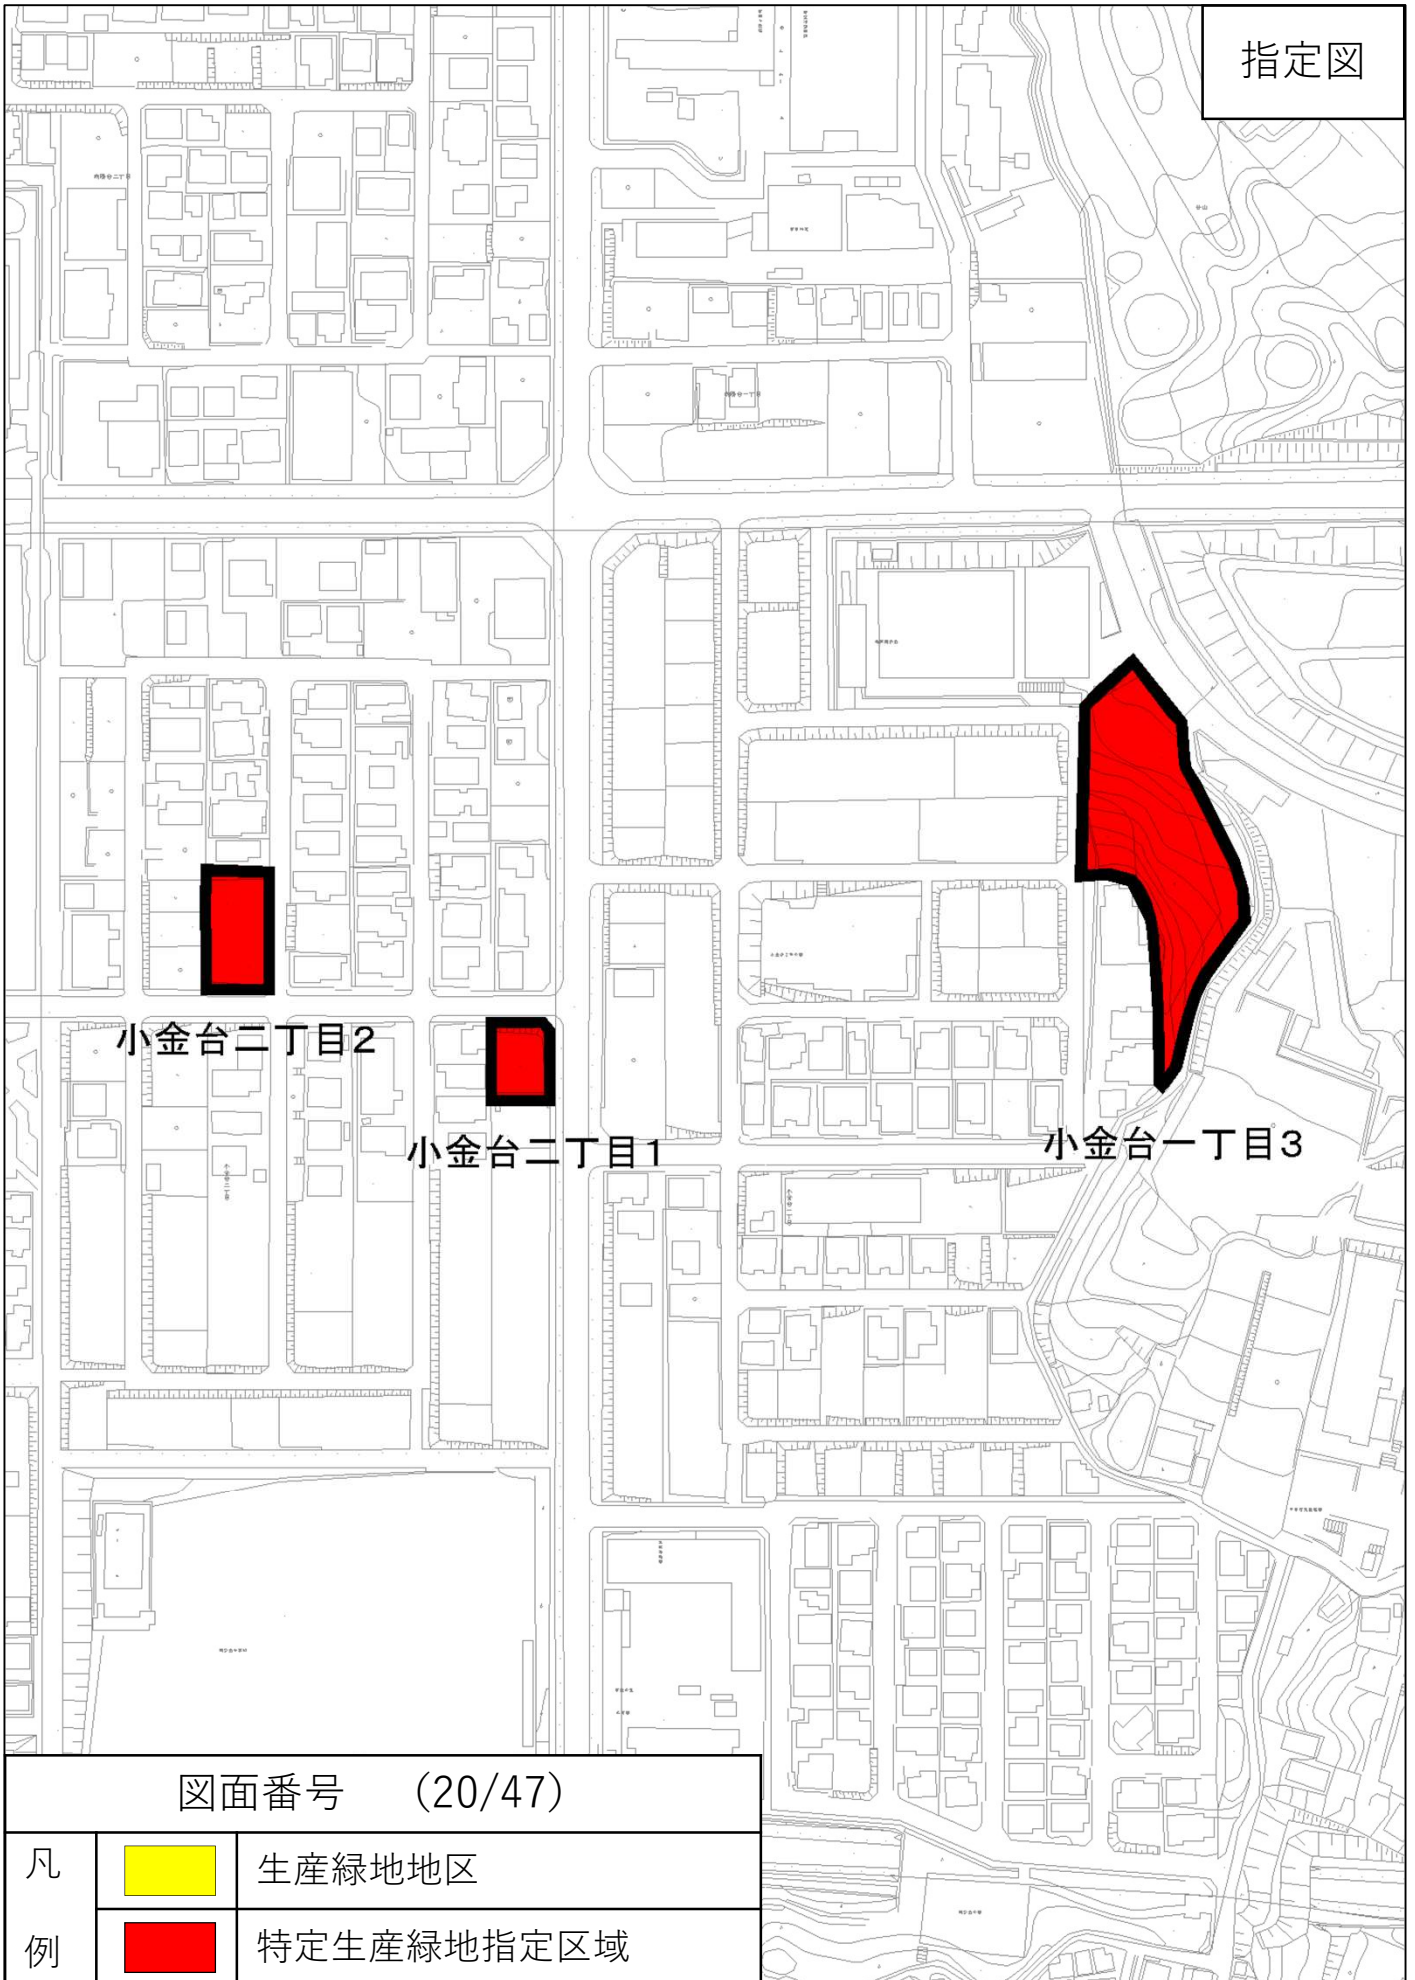 指定図
小金台二丁目2
小金台二丁目1
小金台一丁目3
図面番号 （20/47）
凡例
生産緑地地区
特定生産緑地指定区域